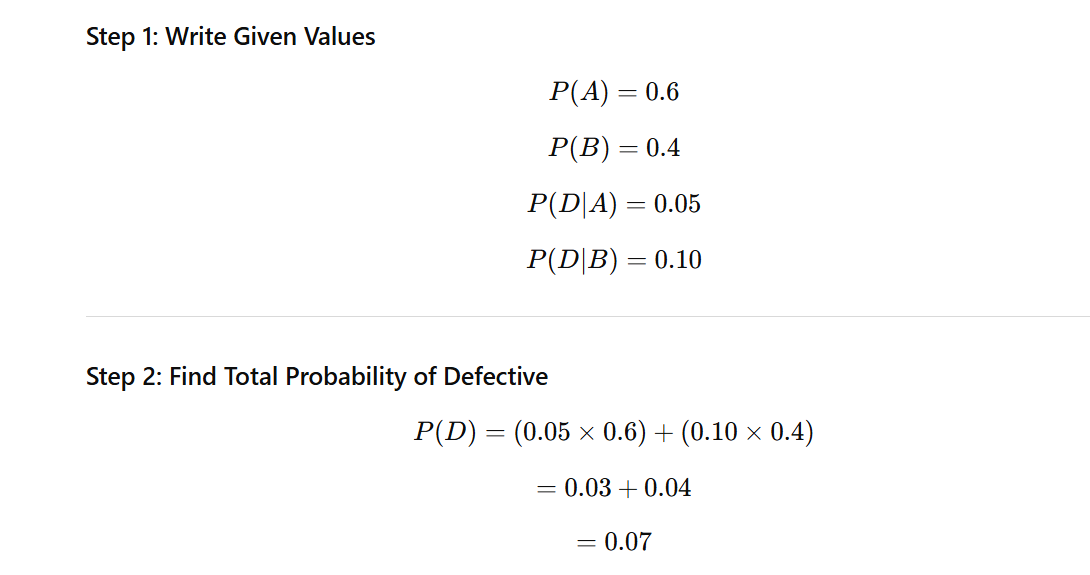 Step 1: Write Given Values
P(A) = 0.6
P(B) = 0.4
P(D|A) = 0.05
P(D|B) = 0.10
Step 2: Find Total Probability of Defective
P(D) = (0.05 × 0.6) + (0.10 × 0.4)
= 0.03 + 0.04
= 0.07